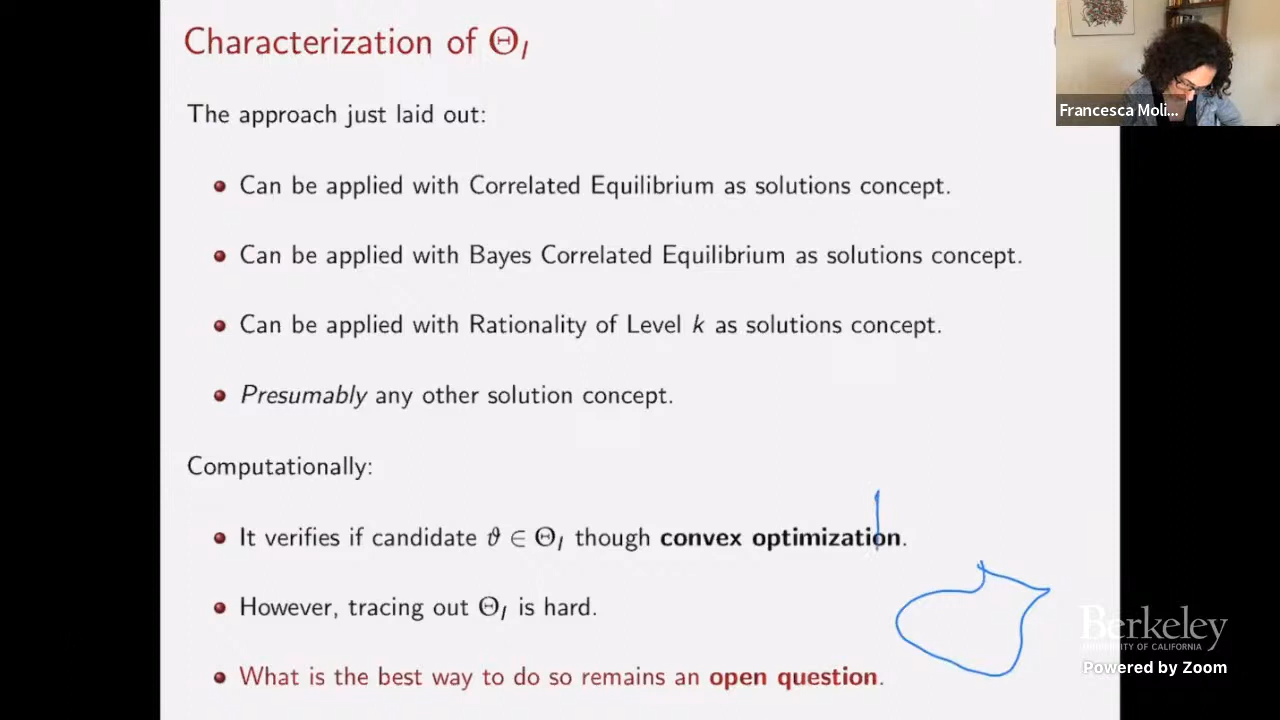 Characterization of Θ_I
The approach just laid out:
Can be applied with Correlated Equilibrium as solutions concept.
Can be applied with Bayes Correlated Equilibrium as solutions concept.
Can be applied with Rationality of Level k as solutions concept.
Presumably any other solution concept.
Computationally:
It verifies if candidate ϑ ∈ Θ_I though convex optimization.
However, tracing out Θ_I is hard.
What is the best way to do so remains an open question.
Francesca Moli...
Berkeley
UNIVERSITY OF CALIFORNIA
Powered by Zoom